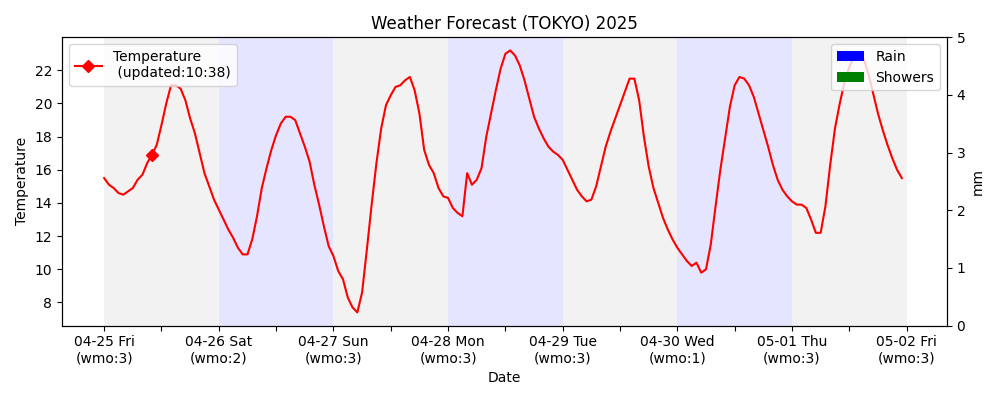 Weather Forecast (TOKYO) 2025
Temperature
(updated:10:38)
Rain
Showers
Temperature
22
20
18
16
14
12
10
8
5
4
3
2
1
0
mm
04-25 Fri
(wmo:3)
04-26 Sat
(wmo:2)
04-27 Sun
(wmo:3)
04-28 Mon
(wmo:3)
04-29 Tue
(wmo:3)
04-30 Wed
(wmo:1)
05-01 Thu
(wmo:3)
05-02 Fri
(wmo:3)
Date